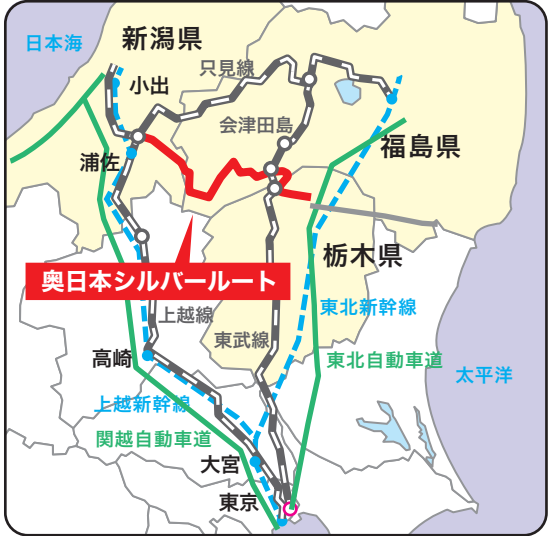 日本海
新潟県
小出
只見線
会津田島
福島県
浦佐
栃木県
奥日本シルバールート
上越線
東武線
東北新幹線
高崎
東北自動車道
太平洋
上越新幹線
関越自動車道
大宮
東京